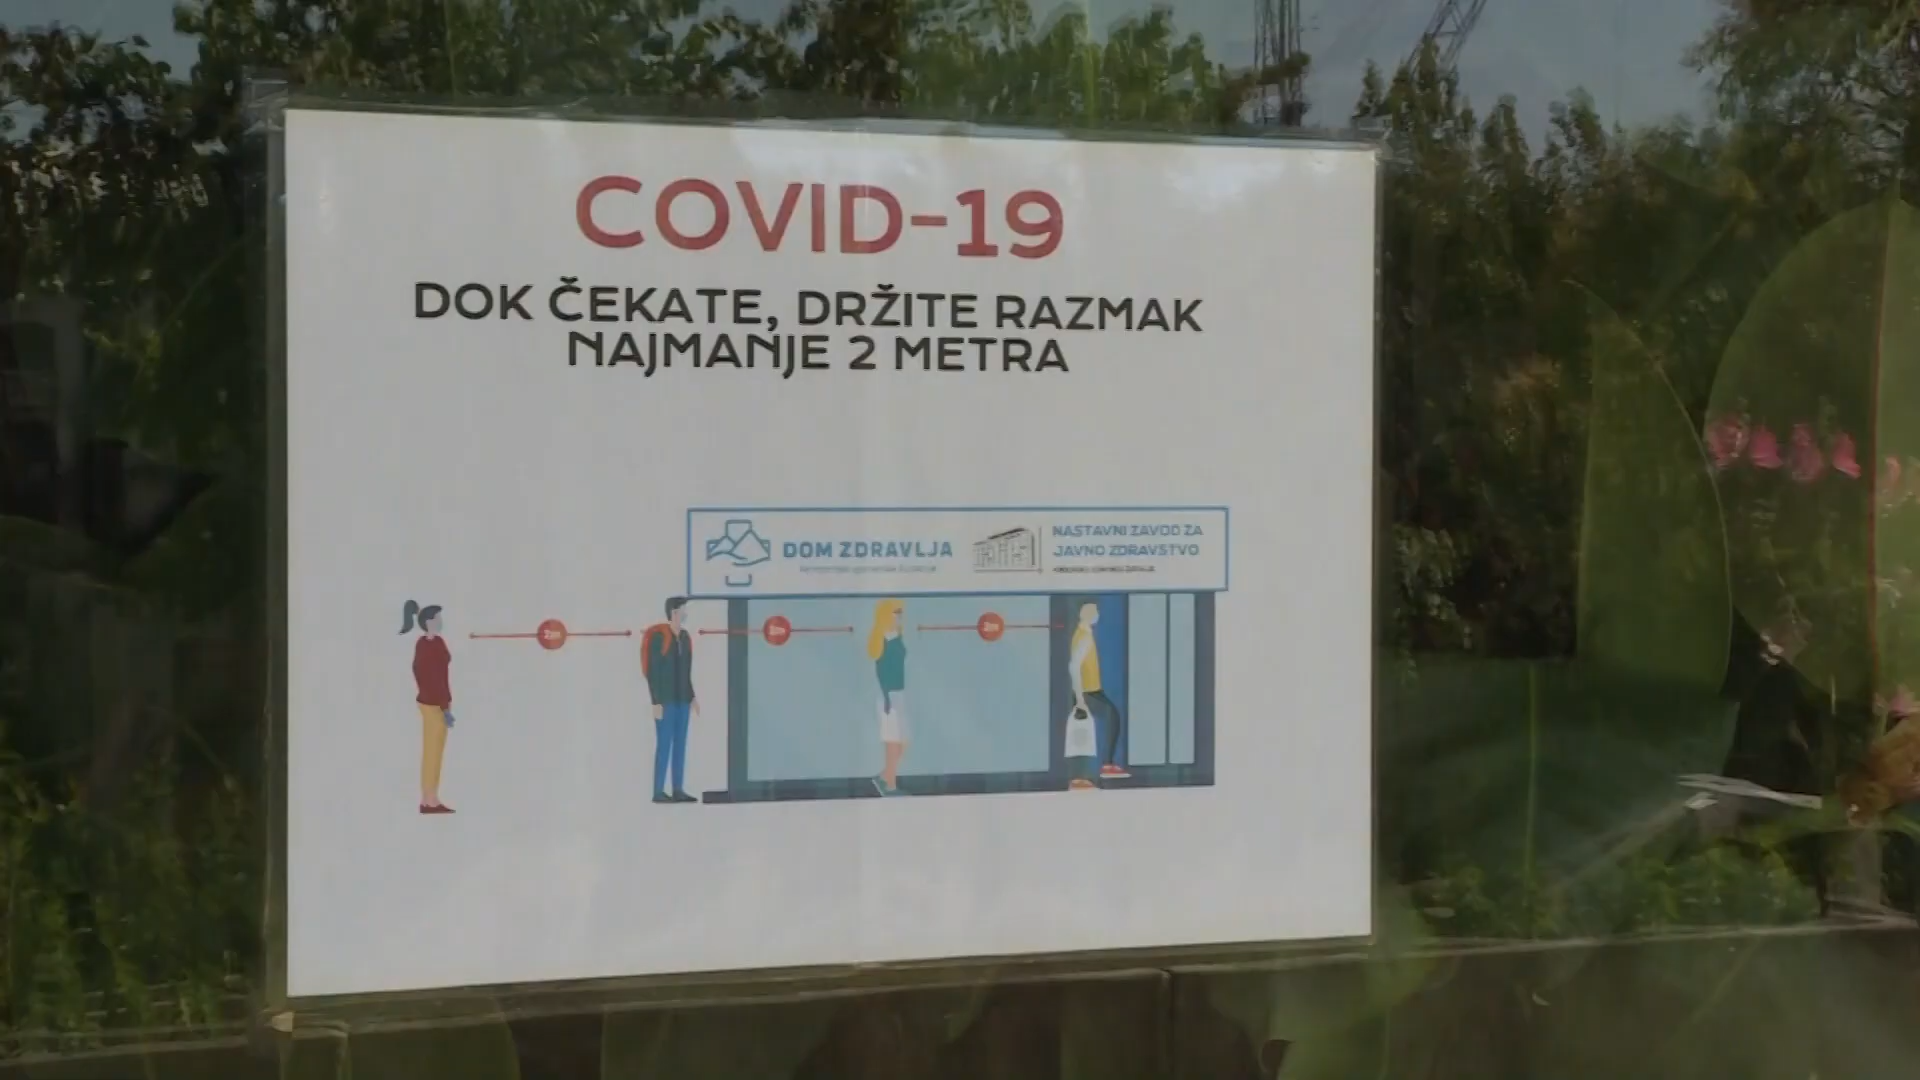 COVID-19
DOK ČEKATE, DRŽITE RAZMAK
NAJMANJE 2 METRA
DOM ZDRAVLJA
NASTAVNI ZAVOD ZA
JAVNO ZDRAVSTVO
2m
2m
2m